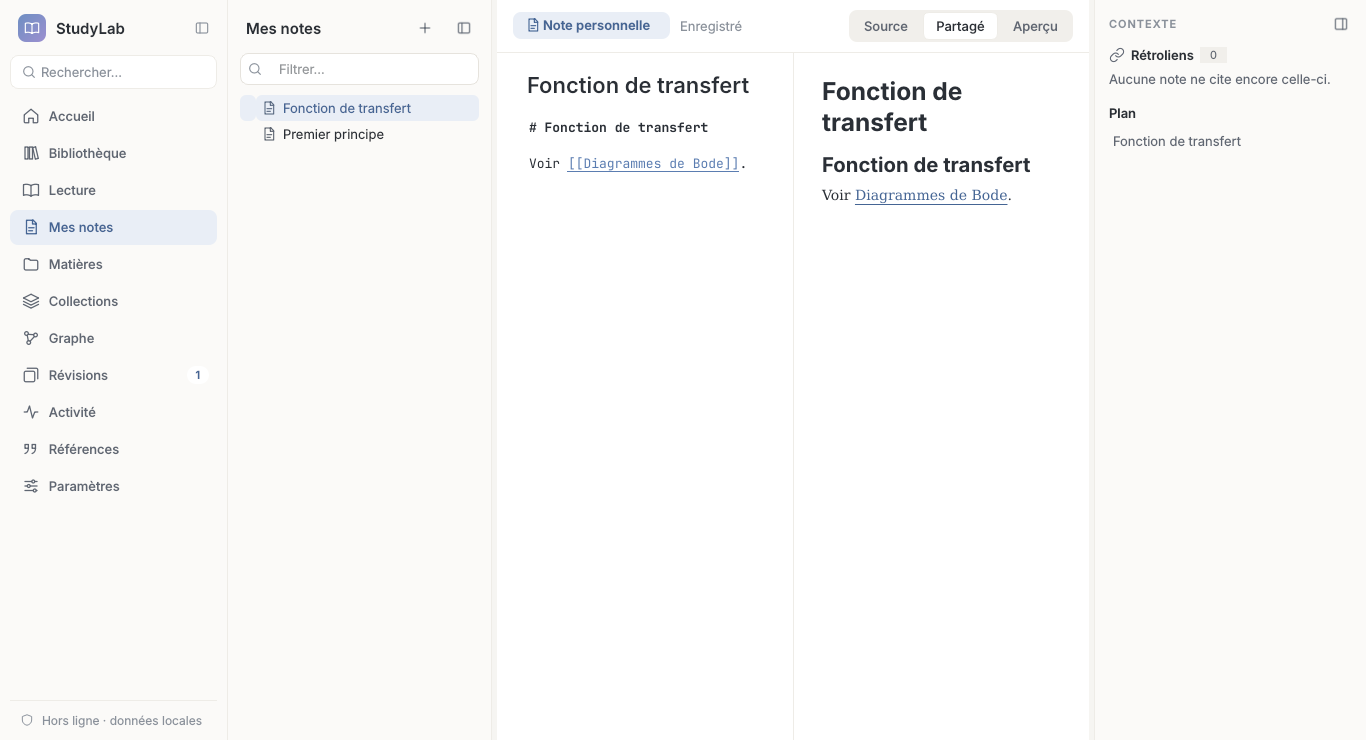 StudyLab
Rechercher...
Accueil
Bibliothèque
Lecture
Mes notes
Matières
Collections
Graphe
Révisions
1
Activité
Références
Paramètres
Hors ligne · données locales
Mes notes
Filtrer...
Fonction de transfert
Premier principe
Note personnelle
Enregistré
Source
Partagé
Aperçu
Fonction de transfert
# Fonction de transfert
Voir [[Diagrammes de Bode]].
Fonction de
transfert
Fonction de transfert
Voir Diagrammes de Bode.
CONTEXTE
Rétroliens 0
Aucune note ne cite encore celle-ci.
Plan
Fonction de transfert